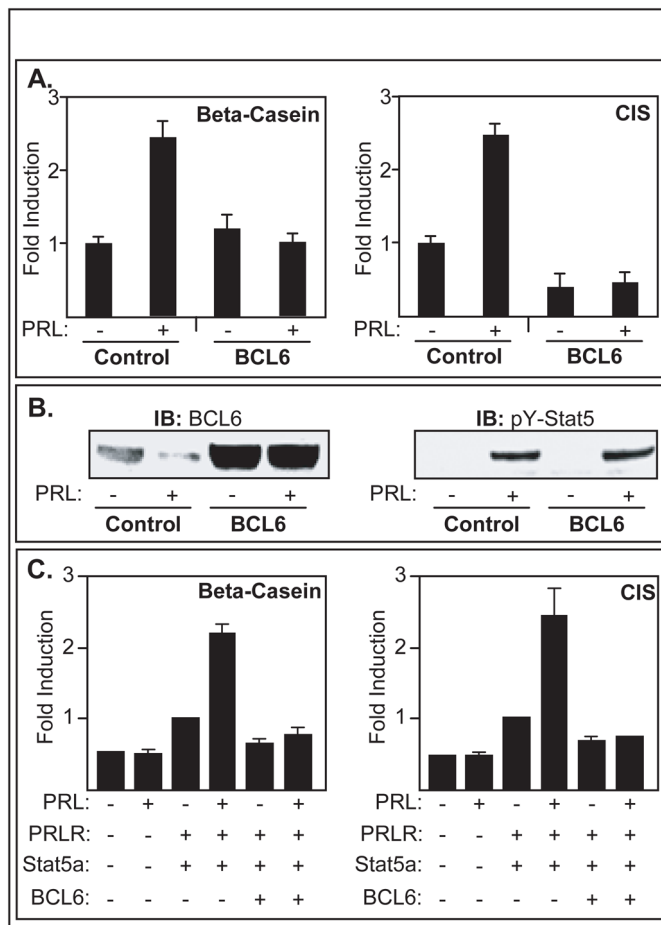 A.
3
2
1
Fold Induction
Beta-Casein
PRL: - + - +
Control BCL6
3
2
1
Fold Induction
CIS
PRL: - + - +
Control BCL6
B.
IB: BCL6
PRL: - + - +
Control BCL6
IB: pY-Stat5
PRL: - + - +
Control BCL6
C.
3
2
1
Fold Induction
Beta-Casein
PRL: - + - + - +
PRLR: - - + + + +
Stat5a: - - + + + +
BCL6: - - - - + +
3
2
1
Fold Induction
CIS
PRL: - + - + - +
PRLR: - - + + + +
Stat5a: - - + + + +
BCL6: - - - - + +